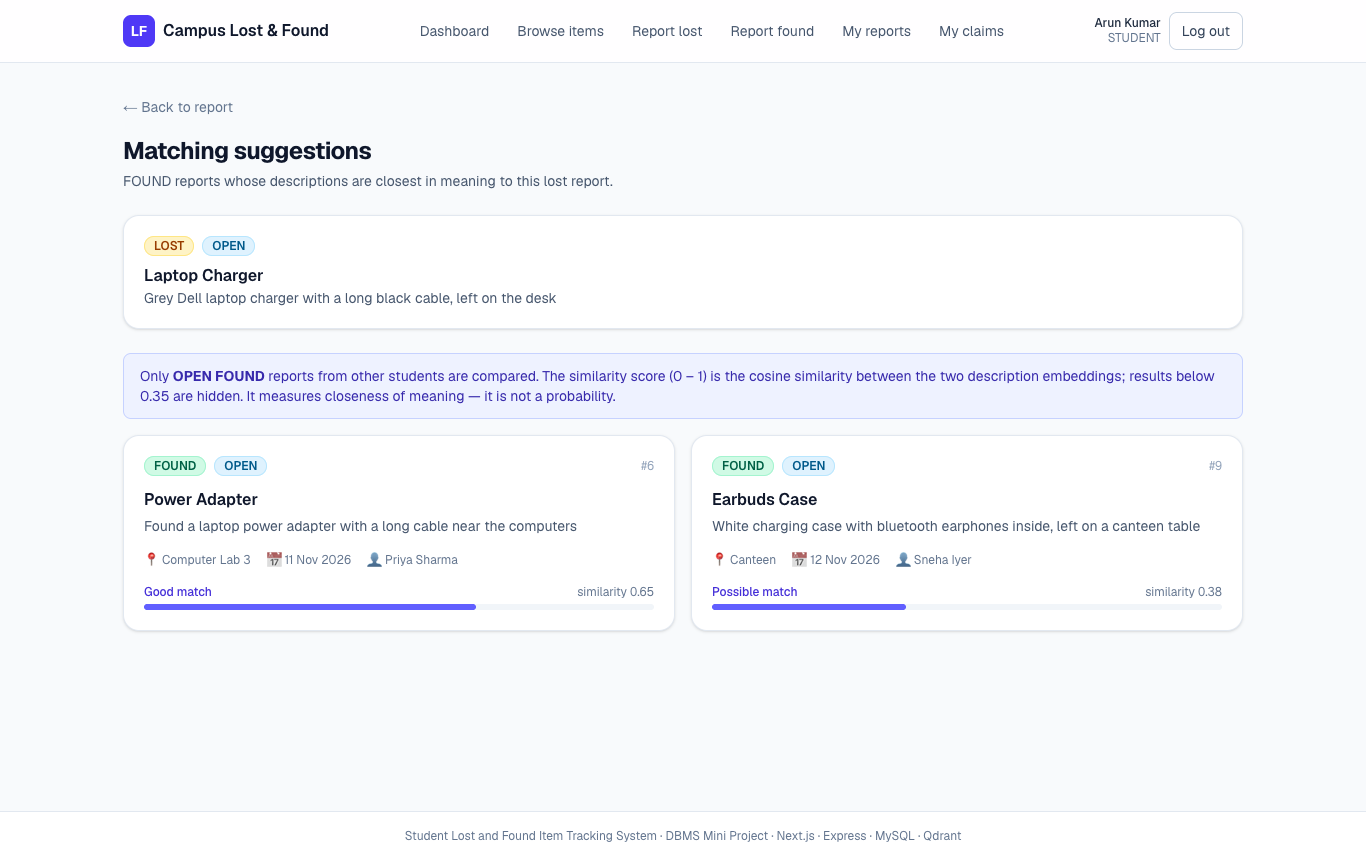 LF Campus Lost & Found Dashboard Browse items Report lost Report found My reports My claims Arun Kumar STUDENT Log out
← Back to report
Matching suggestions
FOUND reports whose descriptions are closest in meaning to this lost report.
LOST OPEN
Laptop Charger
Grey Dell laptop charger with a long black cable, left on the desk
Only OPEN FOUND reports from other students are compared. The similarity score (0 – 1) is the cosine similarity between the two description embeddings; results below
0.35 are hidden. It measures closeness of meaning — it is not a probability.
FOUND OPEN #6
Power Adapter
Found a laptop power adapter with a long cable near the computers
Computer Lab 3 11 Nov 2026 Priya Sharma
Good match similarity 0.65
FOUND OPEN #9
Earbuds Case
White charging case with bluetooth earphones inside, left on a canteen table
Canteen 12 Nov 2026 Sneha Iyer
Possible match similarity 0.38
Student Lost and Found Item Tracking System · DBMS Mini Project · Next.js · Express · MySQL · Qdrant